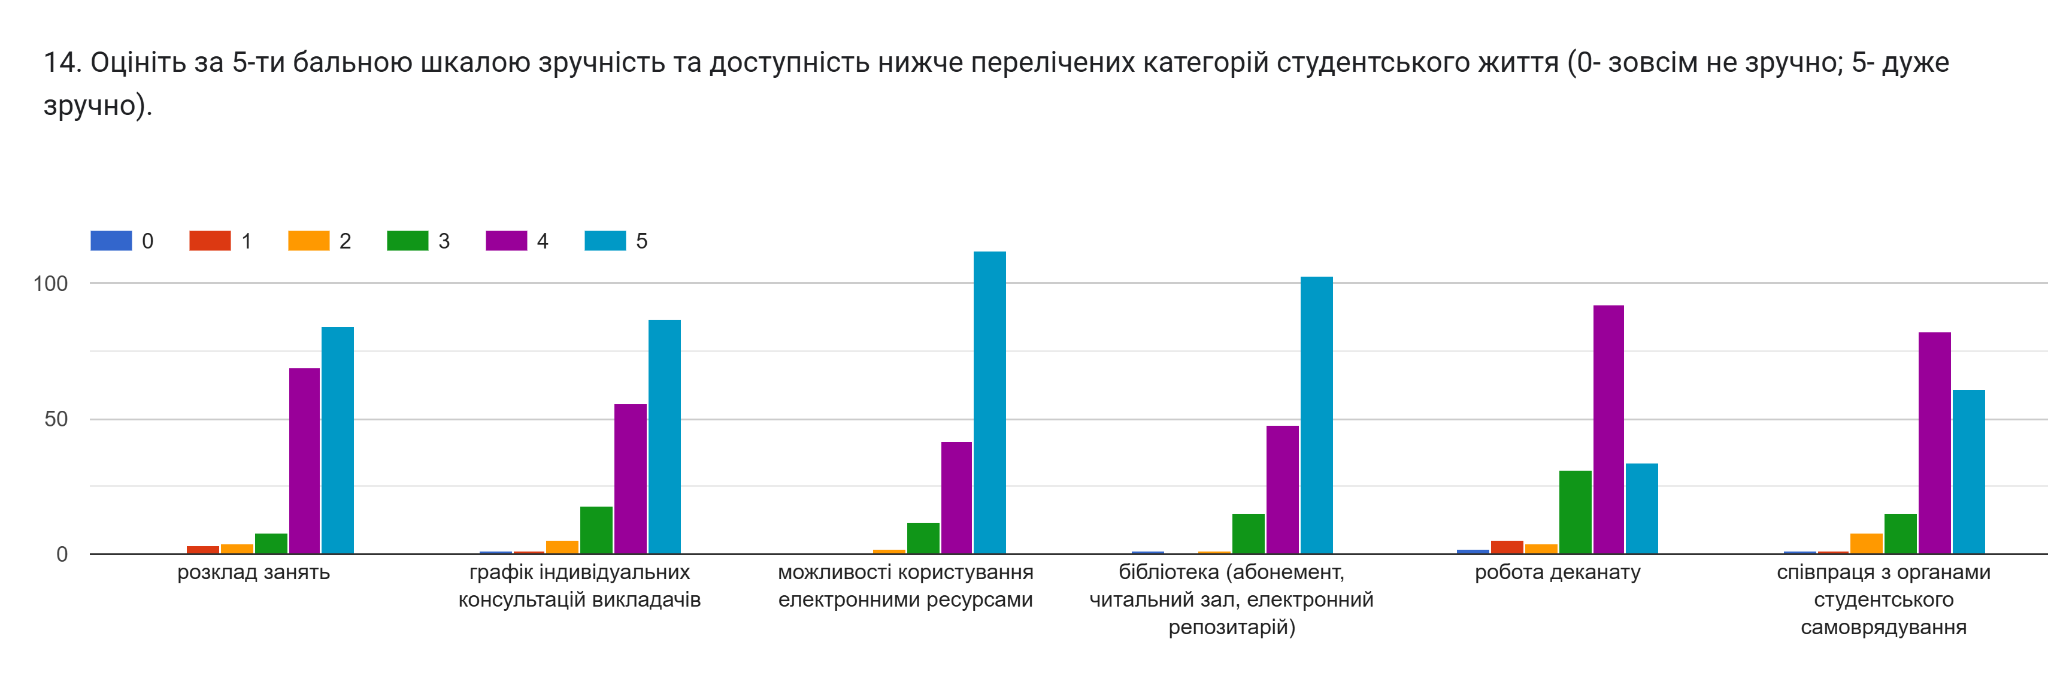 14. Оцініть за 5-ти бальною шкалою зручність та доступність нижче перелічених категорій студентського життя (0- зовсім не зручно; 5- дуже
зручно).
0 1 2 3 4 5
100
50
0
розклад занять
графік індивідуальних
консультацій викладачів
можливості користування
електронними ресурсами
бібліотека (абонемент,
читальний зал, електронний
репозитарій)
робота деканату
співпраця з органами
студентського
самоврядування